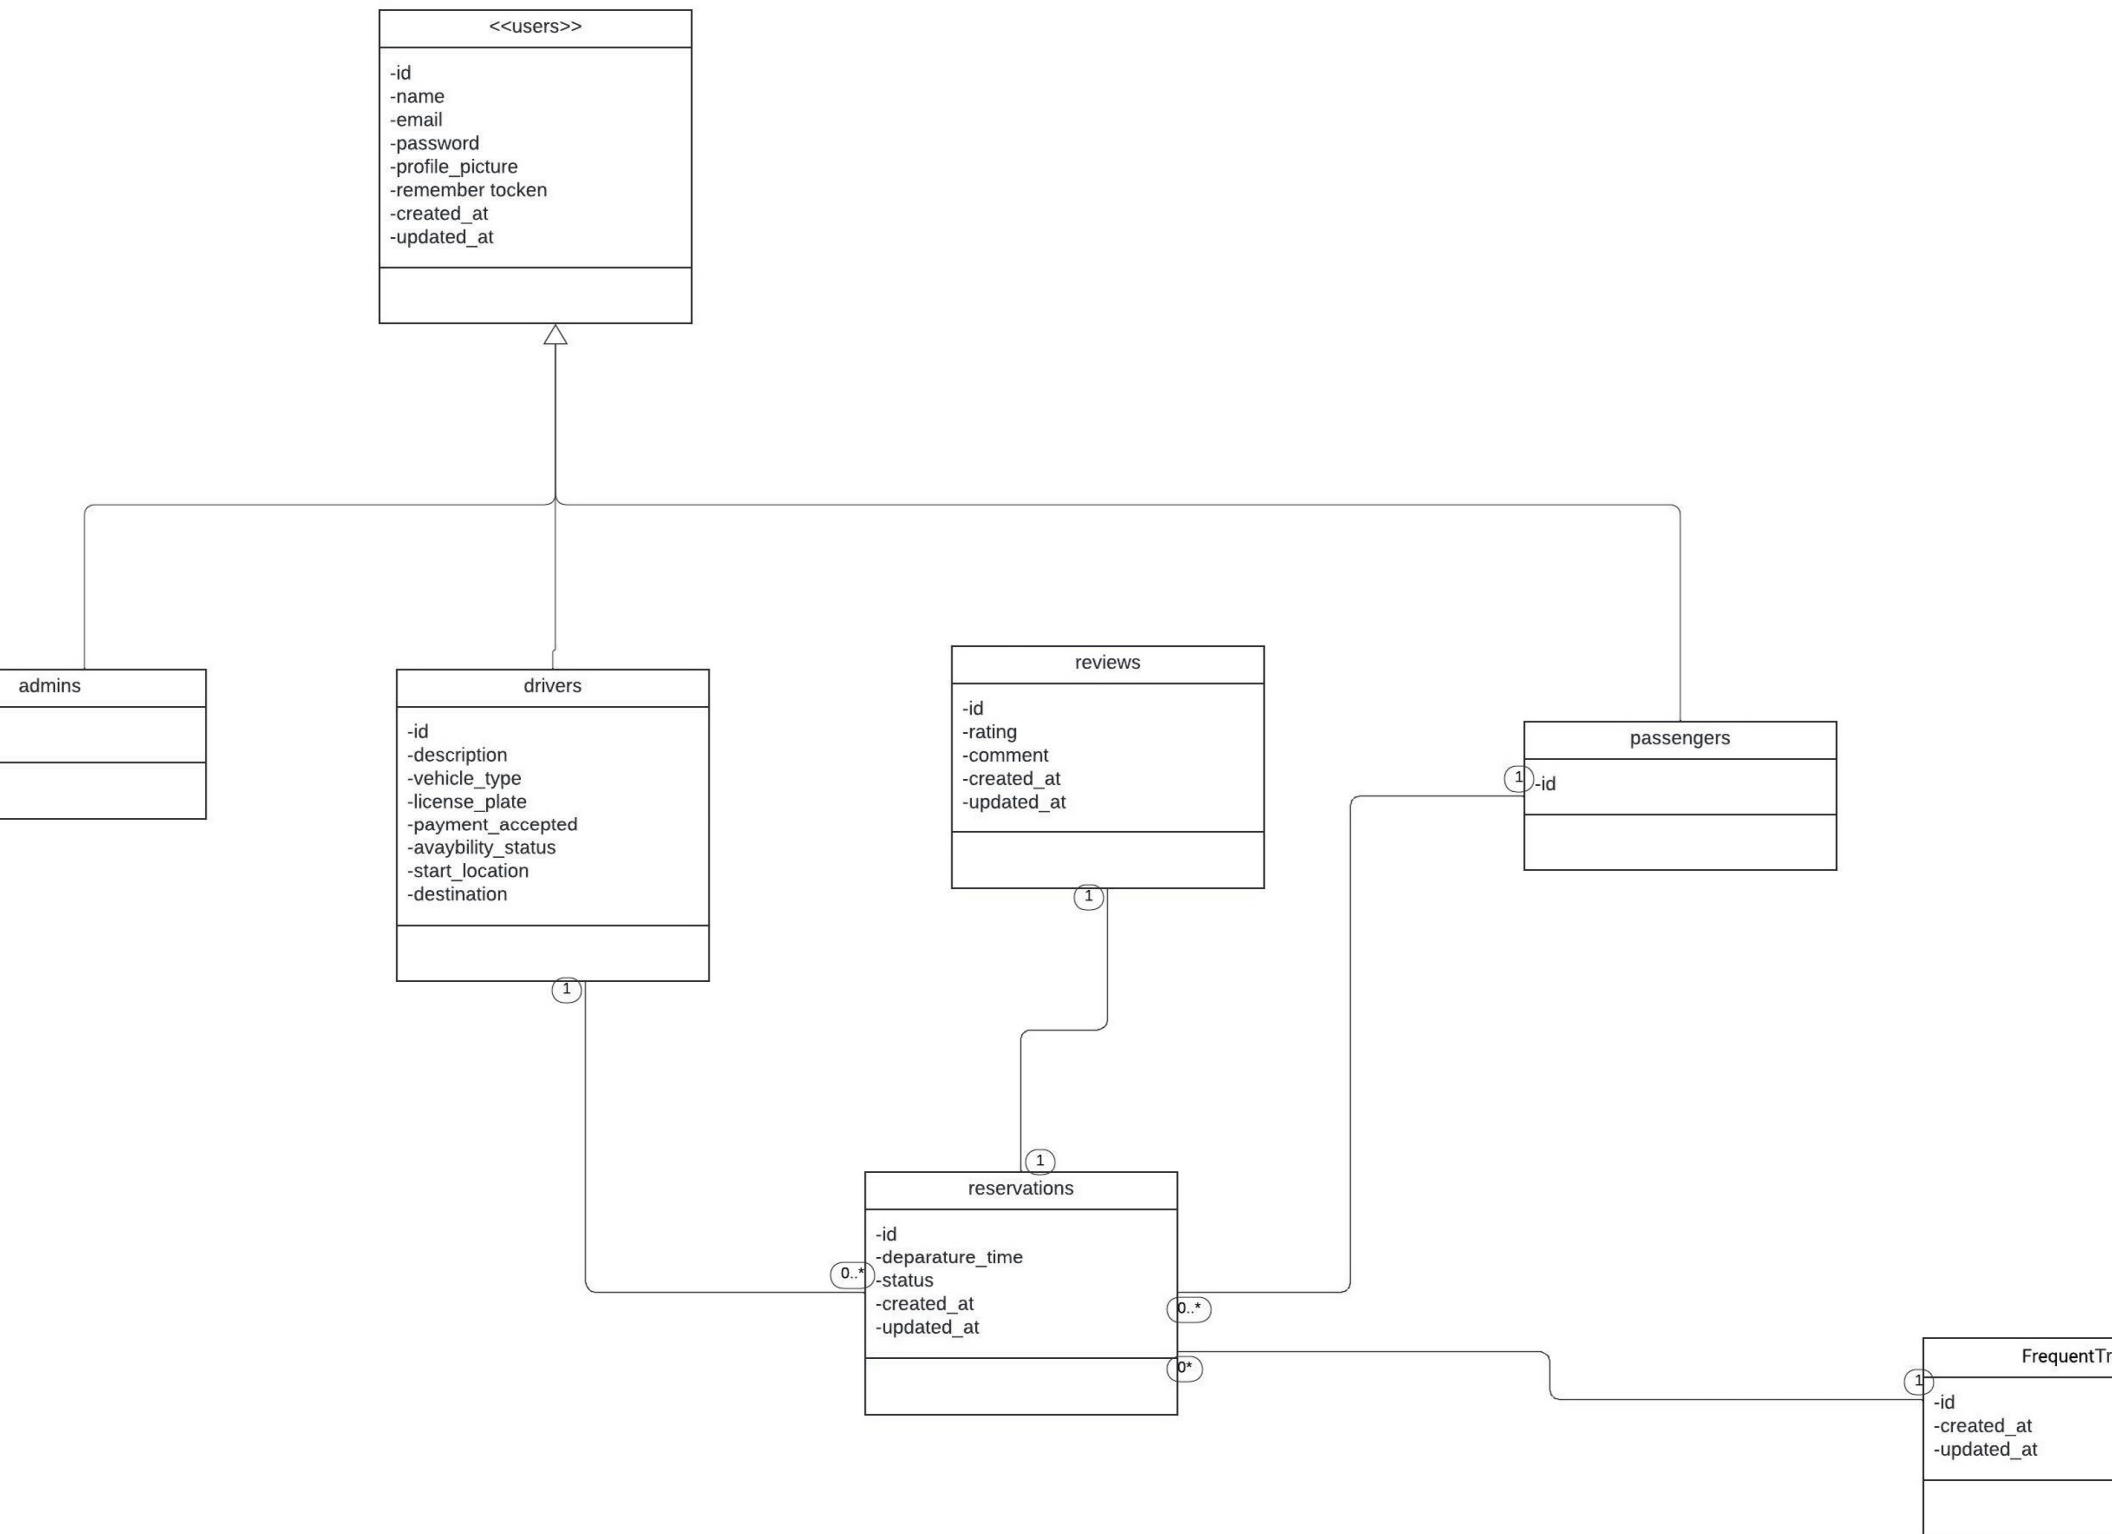 <<users>>
-id
-name
-email
-password
-profile_picture
-remember tocken
-created_at
-updated_at
admins
drivers
-id
-description
-vehicle_type
-license_plate
-payment_accepted
-avaybility_status
-start_location
-destination
1
reviews
-id
-rating
-comment
-created_at
-updated_at
1
passengers
1
-id
1
reservations
-id
-deparature_time
-status
-created_at
-updated_at
0..*
0..*
0*
FrequentTr
1
-id
-created_at
-updated_at